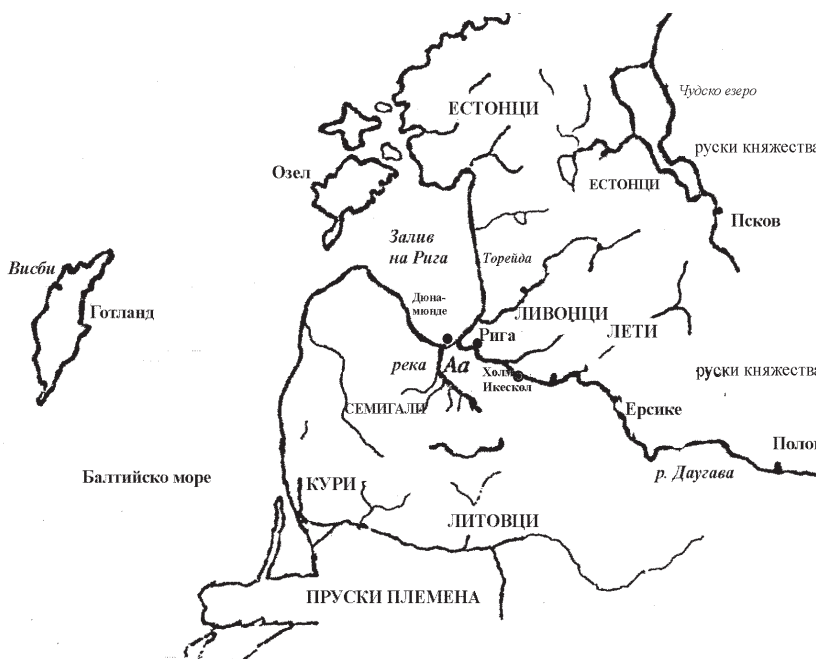 Чудско езеро
ЕСТОНЦИ
руски княжества
Озел
ЕСТОНЦИ
Псков
Залив
на Рига
Торейда
Висби
Готланд
Дюна-
мюнде
ЛИВОНЦИ
Рига
ЛЕТИ
река Аа
Холм
Икескол
руски княжества
СЕМИГАЛИ
Ерсике
Полоц
Балтийско море
р. Даугава
КУРИ
ЛИТОВЦИ
ПРУСКИ ПЛЕМЕНА